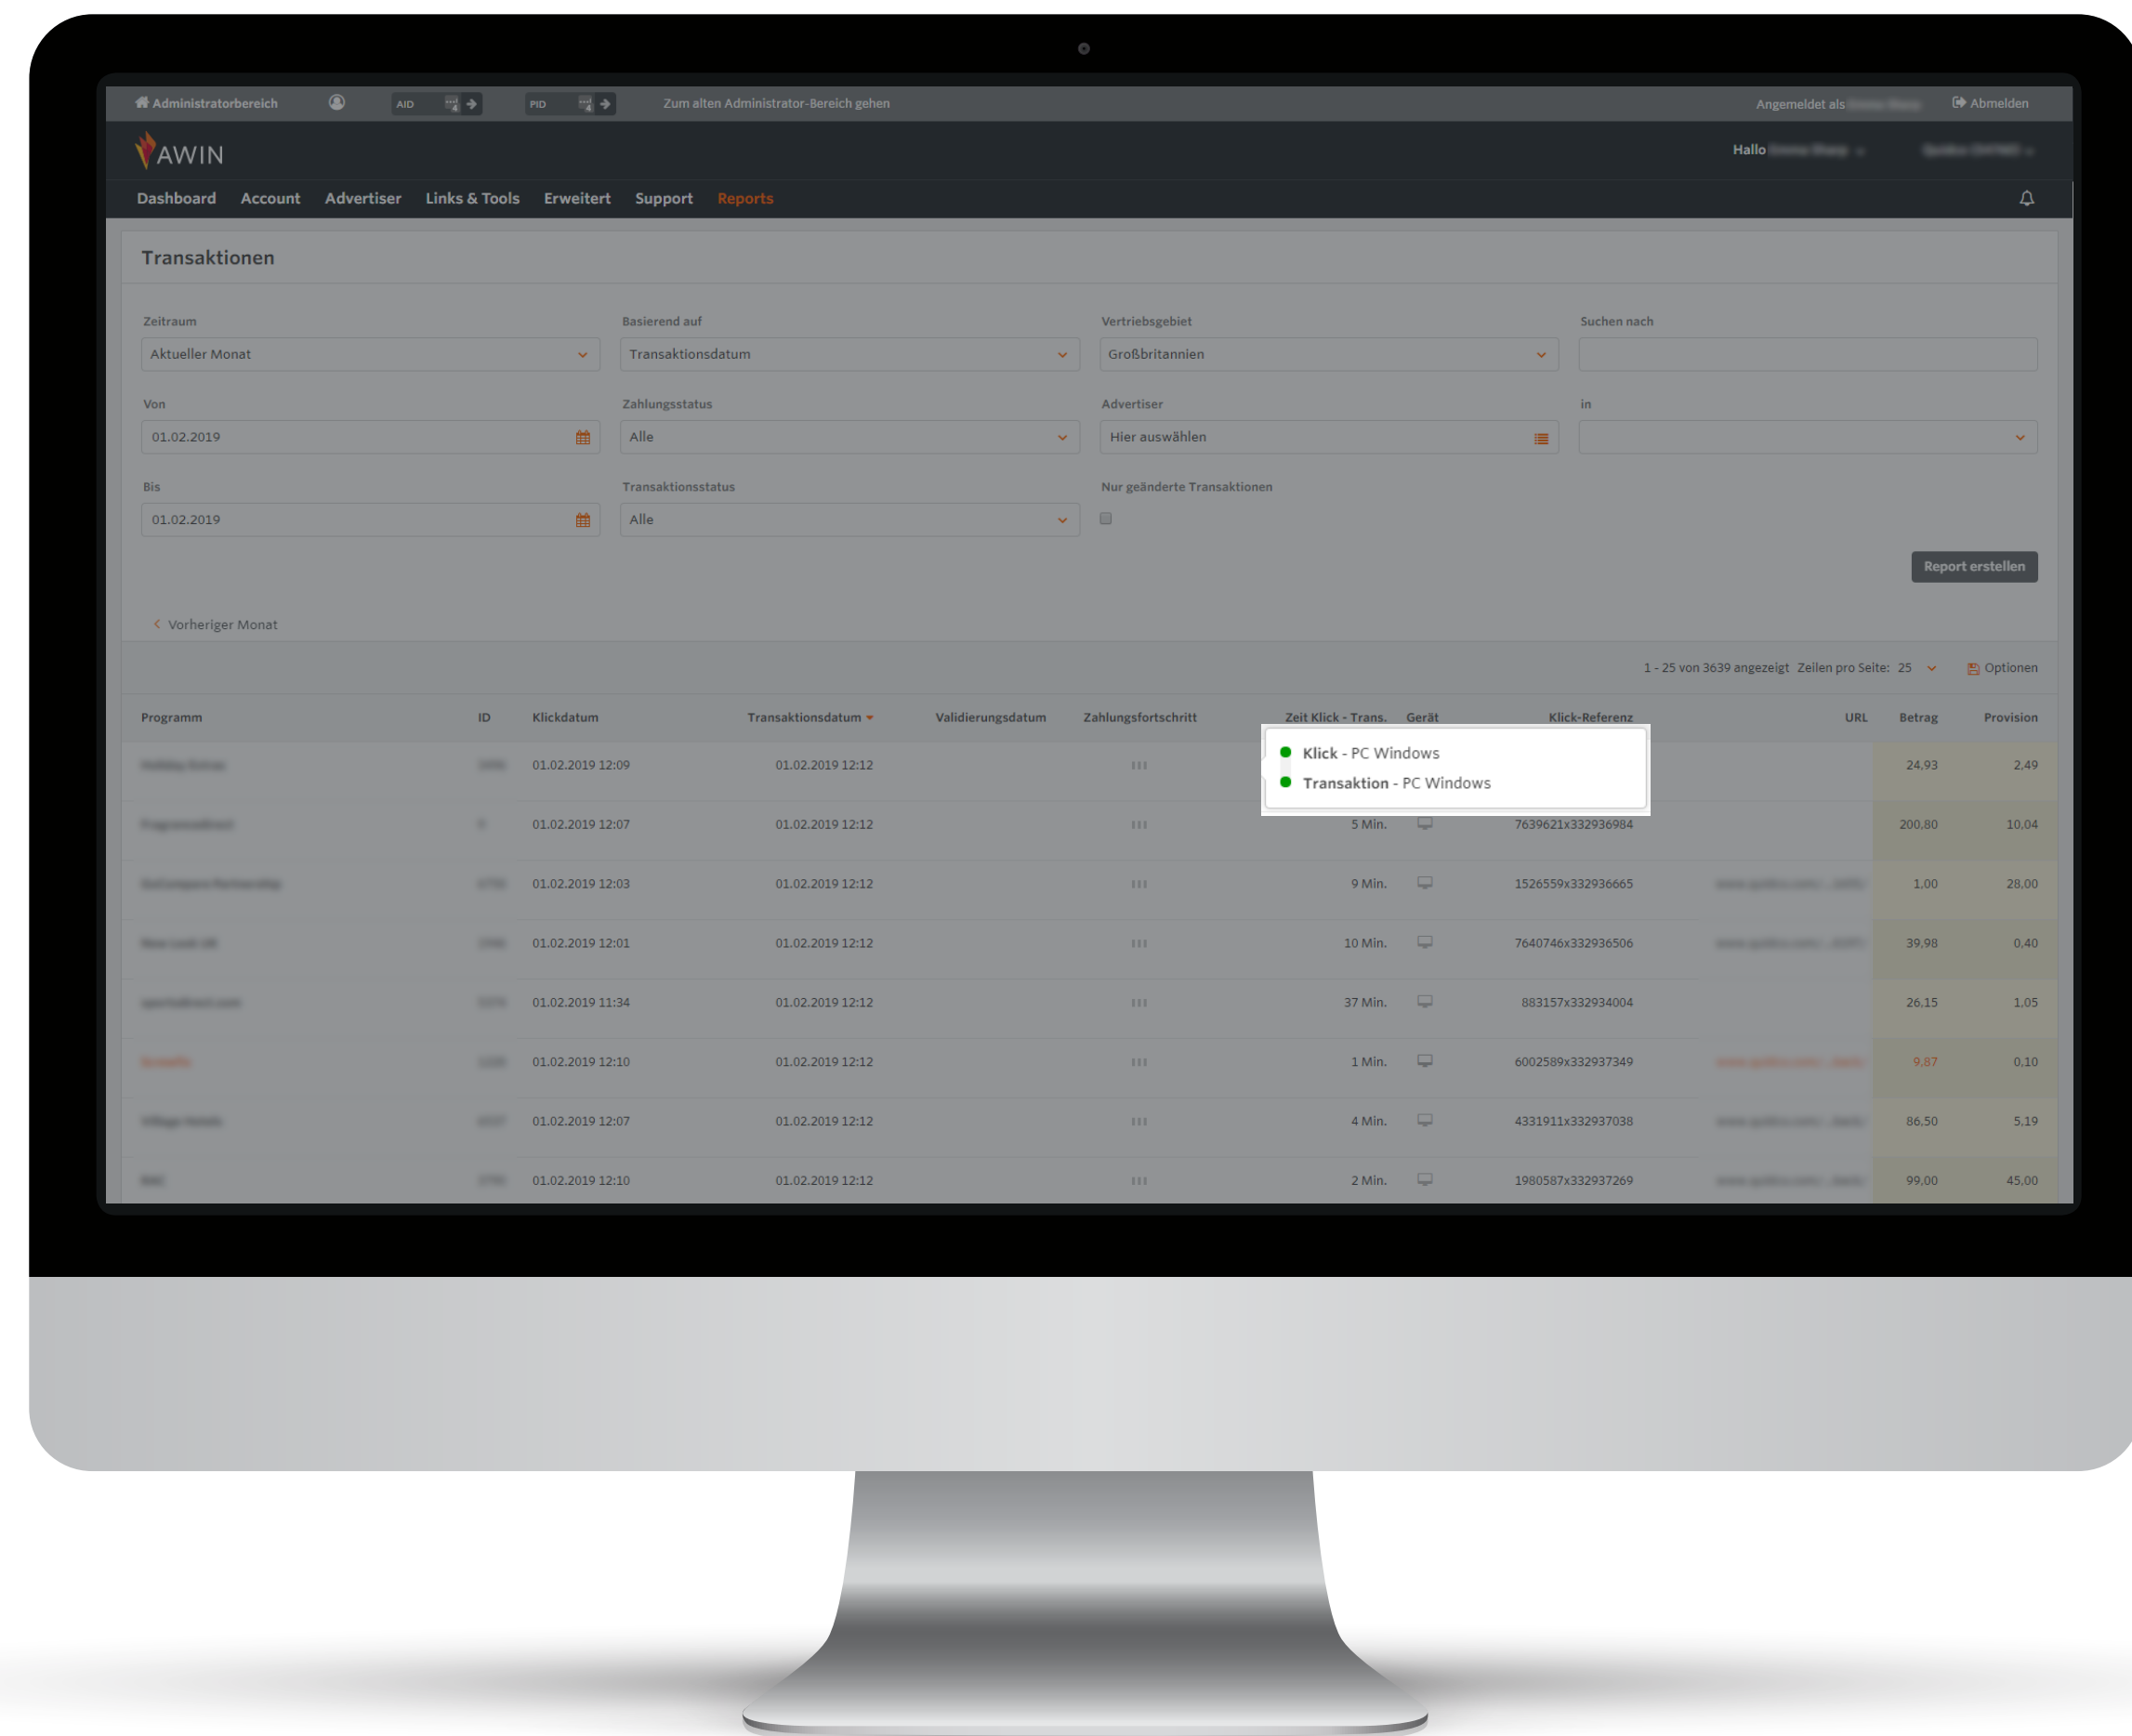 Administratorbereich AID PID Zum alten Administrator-Bereich gehen Angemeldet als Abmelden
AWIN Hallo
Dashboard Account Advertiser Links & Tools Erweitert Support Reports
Transaktionen
Zeitraum Basierend auf Vertriebsgebiet Suchen nach
Aktueller Monat Transaktionsdatum Großbritannien
Von Zahlungsstatus Advertiser in
01.02.2019 Alle Hier auswählen
Bis Transaktionsstatus Nur geänderte Transaktionen
01.02.2019 Alle
Report erstellen
Vorheriger Monat
1 - 25 von 3639 angezeigt Zeilen pro Seite: 25 Optionen
Programm ID Klickdatum Transaktionsdatum Validierungsdatum Zahlungsfortschritt Zeit Klick - Trans. Gerät Klick-Referenz URL Betrag Provision
Klick - PC Windows
01.02.2019 12:09 01.02.2019 12:12 24,93 2,49
Transaktion - PC Windows
01.02.2019 12:07 01.02.2019 12:12 5 Min. 7639621x332936984 200,80 10,04
01.02.2019 12:03 01.02.2019 12:12 9 Min. 1526559x332936665 1,00 28,00
01.02.2019 12:01 01.02.2019 12:12 10 Min. 7640746x332936506 39,98 0,40
01.02.2019 11:34 01.02.2019 12:12 37 Min. 883157x332934004 26,15 1,05
01.02.2019 12:10 01.02.2019 12:12 1 Min. 6002589x332937349 9,87 0,10
01.02.2019 12:07 01.02.2019 12:12 4 Min. 4331911x332937038 86,50 5,19
01.02.2019 12:10 01.02.2019 12:12 2 Min. 1980587x332937269 99,00 45,00